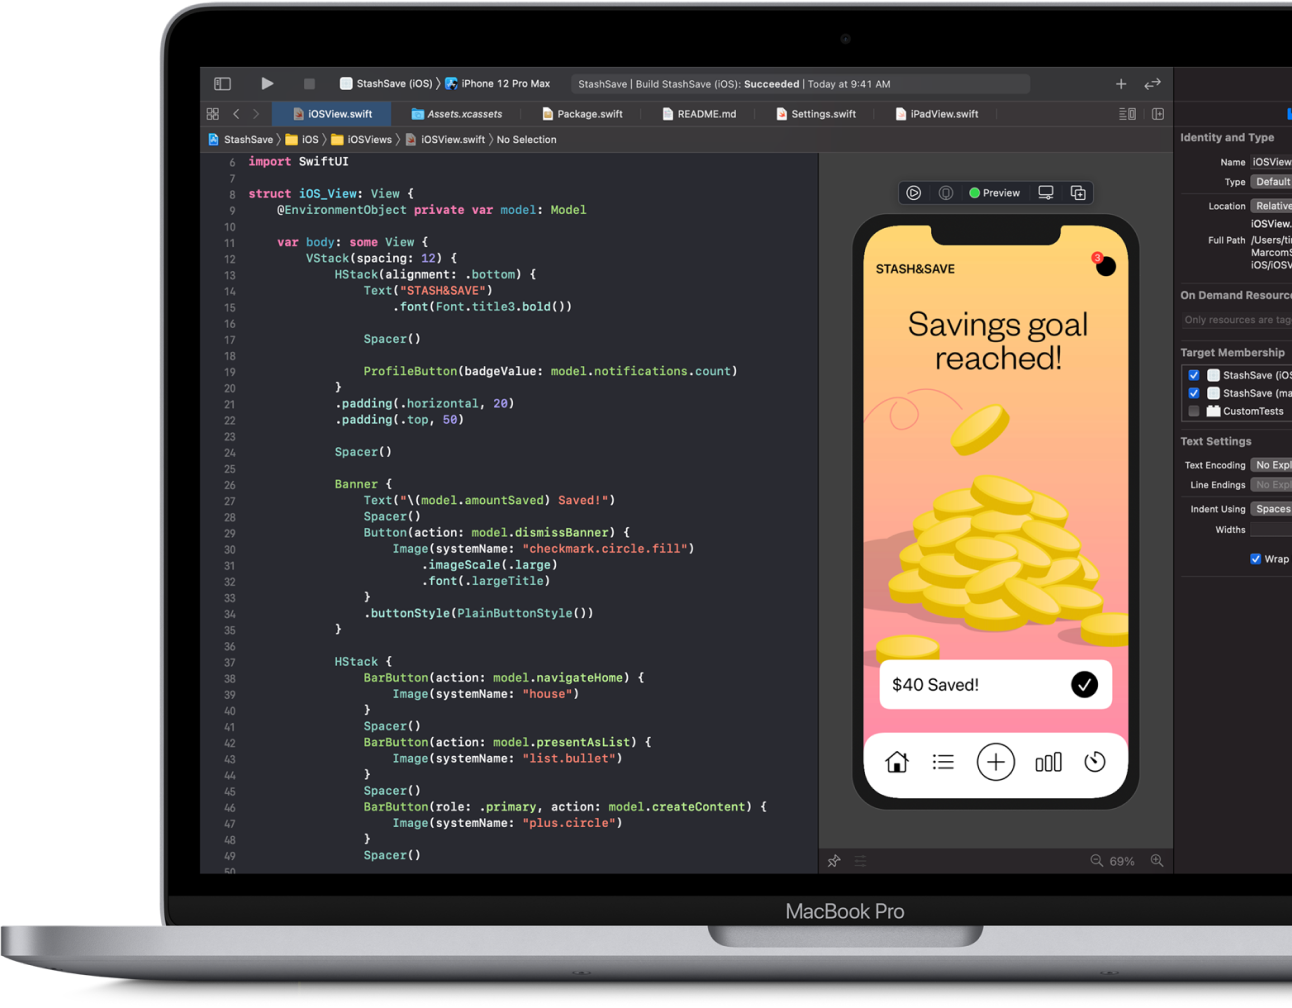 StashSave (iOS) 〉 iPhone 12 Pro Max
StashSave | Build StashSave (iOS): Succeeded | Today at 9:41 AM
iOSView.swift
Assets.xcassets
Package.swift
README.md
Settings.swift
iPadView.swift
StashSave 〉 iOS 〉 iOSViews 〉 iOSView.swift 〉 No Selection
6 import SwiftUI
7
8 struct iOS_View: View {
9 @EnvironmentObject private var model: Model
10
11 var body: some View {
12 VStack(spacing: 12) {
13 HStack(alignment: .bottom) {
14 Text("STASH&SAVE")
15 .font(Font.title3.bold())
16
17 Spacer()
18
19 ProfileButton(badgeValue: model.notifications.count)
20 }
21 .padding(.horizontal, 20)
22 .padding(.top, 50)
23
24 Spacer()
25
26 Banner {
27 Text("\(model.amountSaved) Saved!")
28 Spacer()
29 Button(action: model.dismissBanner) {
30 Image(systemName: "checkmark.circle.fill")
31 .imageScale(.large)
32 .font(.largeTitle)
33 }
34 .buttonStyle(PlainButtonStyle())
35 }
36
37 HStack {
38 BarButton(action: model.navigateHome) {
39 Image(systemName: "house")
40 }
41 Spacer()
42 BarButton(action: model.presentAsList) {
43 Image(systemName: "list.bullet")
44 }
45 Spacer()
46 BarButton(role: .primary, action: model.createContent) {
47 Image(systemName: "plus.circle")
48 }
49 Spacer()
50
Preview
STASH&SAVE
3
Savings goal
reached!
$40 Saved!
69%
Identity and Type
Name iOSView
Type Default
Location Relative
iOSView.
Full Path /Users/ti
MarcomS
iOS/iOSV
On Demand Resourc
Only resources are tag
Target Membership
StashSave (iOS
StashSave (ma
CustomTests
Text Settings
Text Encoding No Expl
Line Endings No Expl
Indent Using Spaces
Widths
Wrap
MacBook Pro